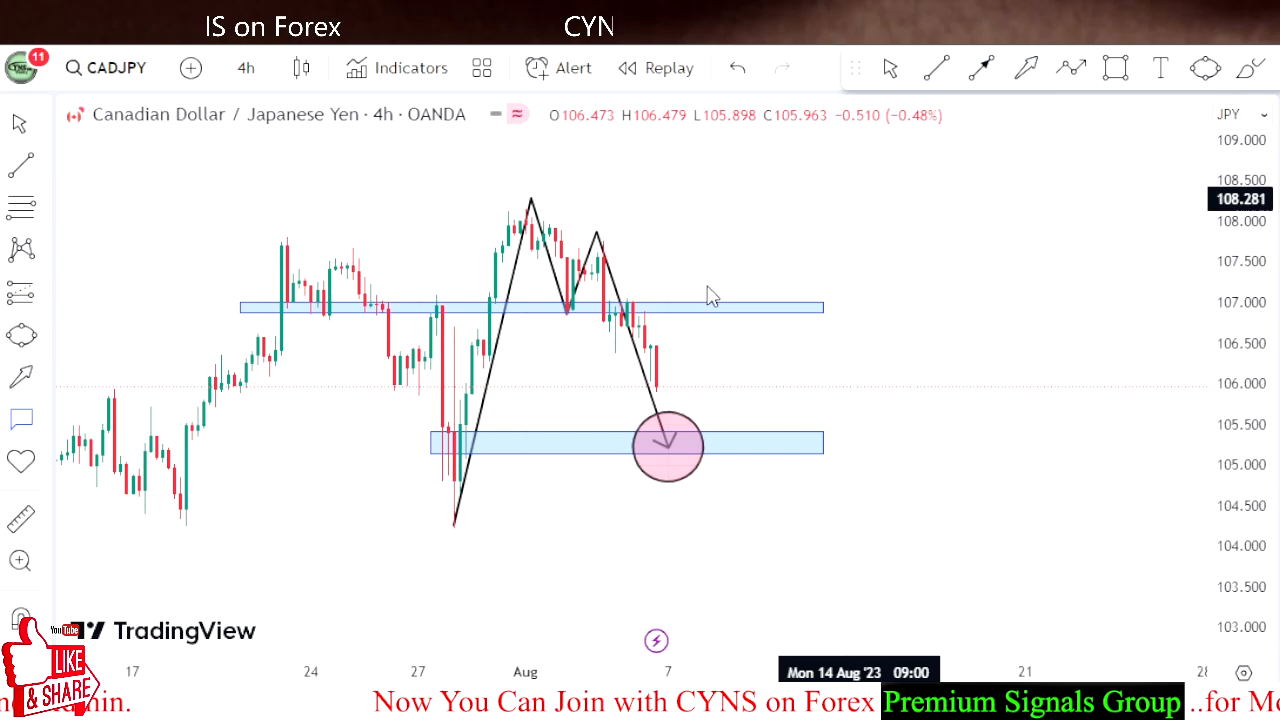 IS on Forex CYN
11
CADJPY 4h Indicators Alert Replay
Canadian Dollar / Japanese Yen · 4h · OANDA O106.473 H106.479 L105.898 C105.963 −0.510 (−0.48%) JPY
109.000
108.500
108.281
108.000
107.500
107.000
106.500
106.000
105.500
105.000
104.500
104.000
103.500
103.000
TradingView
YouTube
LIKE
& SHARE
17 24 27 Aug 7 Mon 14 Aug '23 09:00 21 28
min. Now You Can Join with CYNS on Forex Premium Signals Group ..for Mo